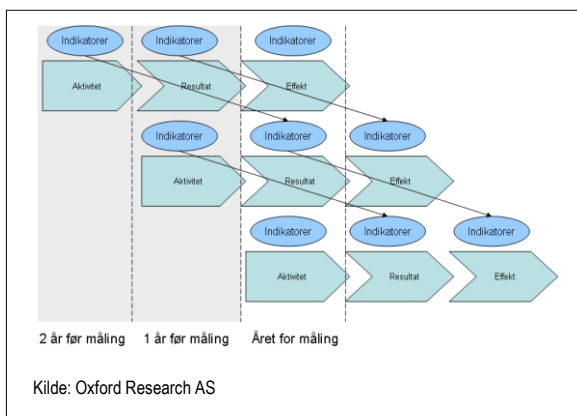 Indikatorer Indikatorer Indikatorer
Aktivitet Resultat Effekt
Indikatorer Indikatorer Indikatorer
Aktivitet Resultat Effekt
Indikatorer Indikatorer Indikatorer
Aktivitet Resultat Effekt
2 år før måling 1 år før måling Året for måling
Kilde: Oxford Research AS